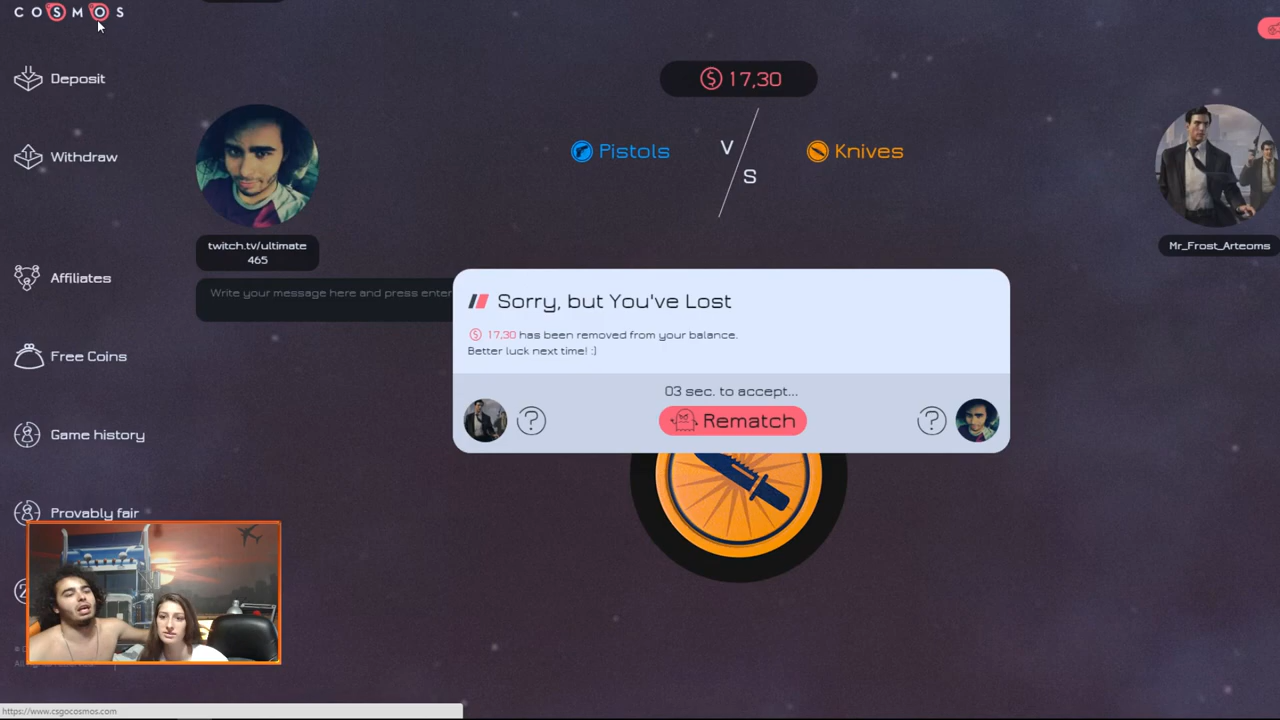 COSMOS
Deposit
Withdraw
Affiliates
Free Coins
Game history
Provably fair
17,30
Pistols
V
S
Knives
twitch.tv/ultimate
465
Write your message here and press enter
Mr_Frost_Arteoms
Sorry, but You've Lost
17,30 has been removed from your balance.
Better luck next time! :)
03 sec. to accept...
? Rematch ?
https://www.csgocosmos.com